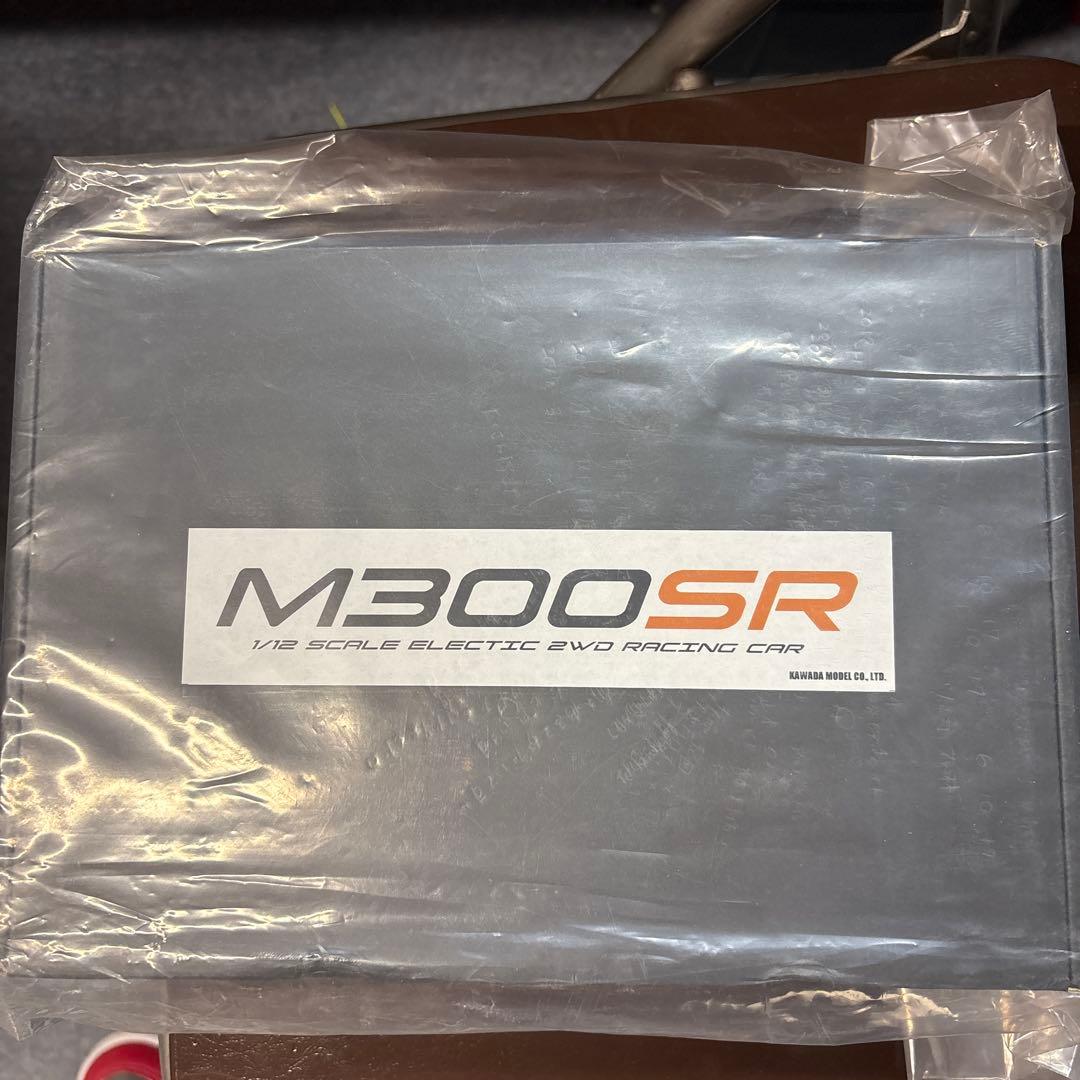 M300SR
1/12 SCALE ELECTIC 2WD RACING CAR
KAWADA MODEL CO., LTD.